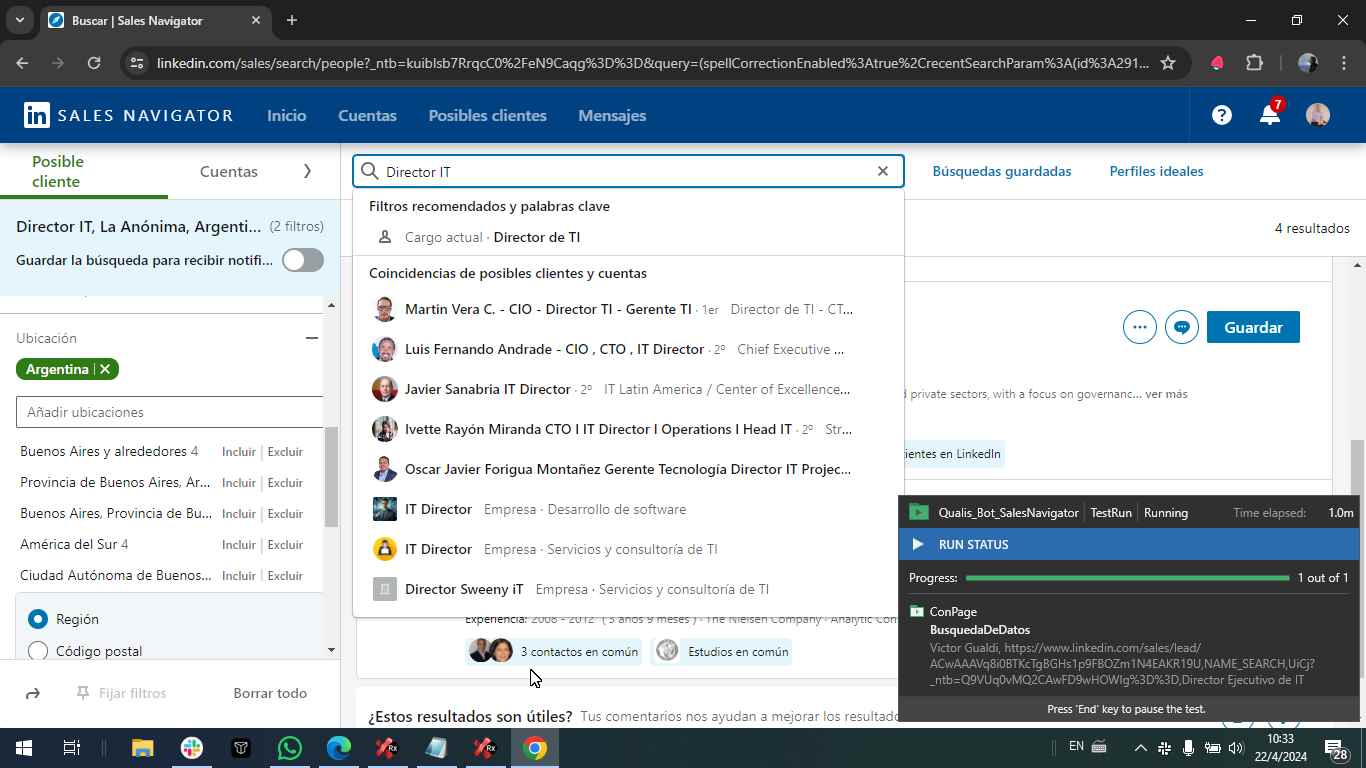 Buscar | Sales Navigator
linkedin.com/sales/search/people?_ntb=kuiblsb7RrqcC0%2FeN9Caqg%3D%3D&query=(spellCorrectionEnabled%3Atrue%2CrecentSearchParam%3A(id%3A291...
in SALES NAVIGATOR Inicio Cuentas Posibles clientes Mensajes 7
Posible cliente
Cuentas
Director IT
Búsquedas guardadas
Perfiles ideales
Director IT, La Anónima, Argenti... (2 filtros)
Guardar la búsqueda para recibir notifi...
4 resultados
Filtros recomendados y palabras clave
Cargo actual · Director de TI
Coincidencias de posibles clientes y cuentas
Martin Vera C. - CIO - Director TI - Gerente TI · 1er Director de TI - CT...
Luis Fernando Andrade - CIO , CTO , IT Director · 2º Chief Executive ...
Javier Sanabria IT Director · 2º IT Latin America / Center of Excellence...
Ivette Rayón Miranda CTO I IT Director I Operations I Head IT · 2º Str...
Oscar Javier Forigua Montañez Gerente Tecnología Director IT Projec...
IT Director Empresa · Desarrollo de software
IT Director Empresa · Servicios y consultoría de TI
Director Sweeny iT Empresa · Servicios y consultoría de TI
Ubicación
Argentina
Añadir ubicaciones
Buenos Aires y alrededores 4 Incluir Excluir
Provincia de Buenos Aires, Ar... Incluir Excluir
Buenos Aires, Provincia de Bu... Incluir Excluir
América del Sur 4 Incluir Excluir
Ciudad Autónoma de Buenos... Incluir Excluir
Región
Código postal
Fijar filtros
Borrar todo
Guardar
d private sectors, with a focus on governanc... ver más
ientes en LinkedIn
Experiencia: 2008 - 2012 ( 3 años 9 meses ) · The Nielsen Company · Analytic Con
3 contactos en común
Estudios en común
¿Estos resultados son útiles? Tus comentarios nos ayudan a mejorar los resultado
Qualis_Bot_SalesNavigator TestRun Running Time elapsed: 1.0m
RUN STATUS
Progress: 1 out of 1
ConPage
BusquedaDeDatos
Victor Gualdi, https://www.linkedin.com/sales/lead/
ACwAAAVq8i0BTKcTgBGHs1p9FBOZm1N4EAKR19U,NAME_SEARCH,UiCj?
_ntb=Q9VUq0vMQ2CAwFD9wHOWIg%3D%3D,Director Ejecutivo de IT
Press 'End' key to pause the test.
EN
10:33
22/4/2024
28